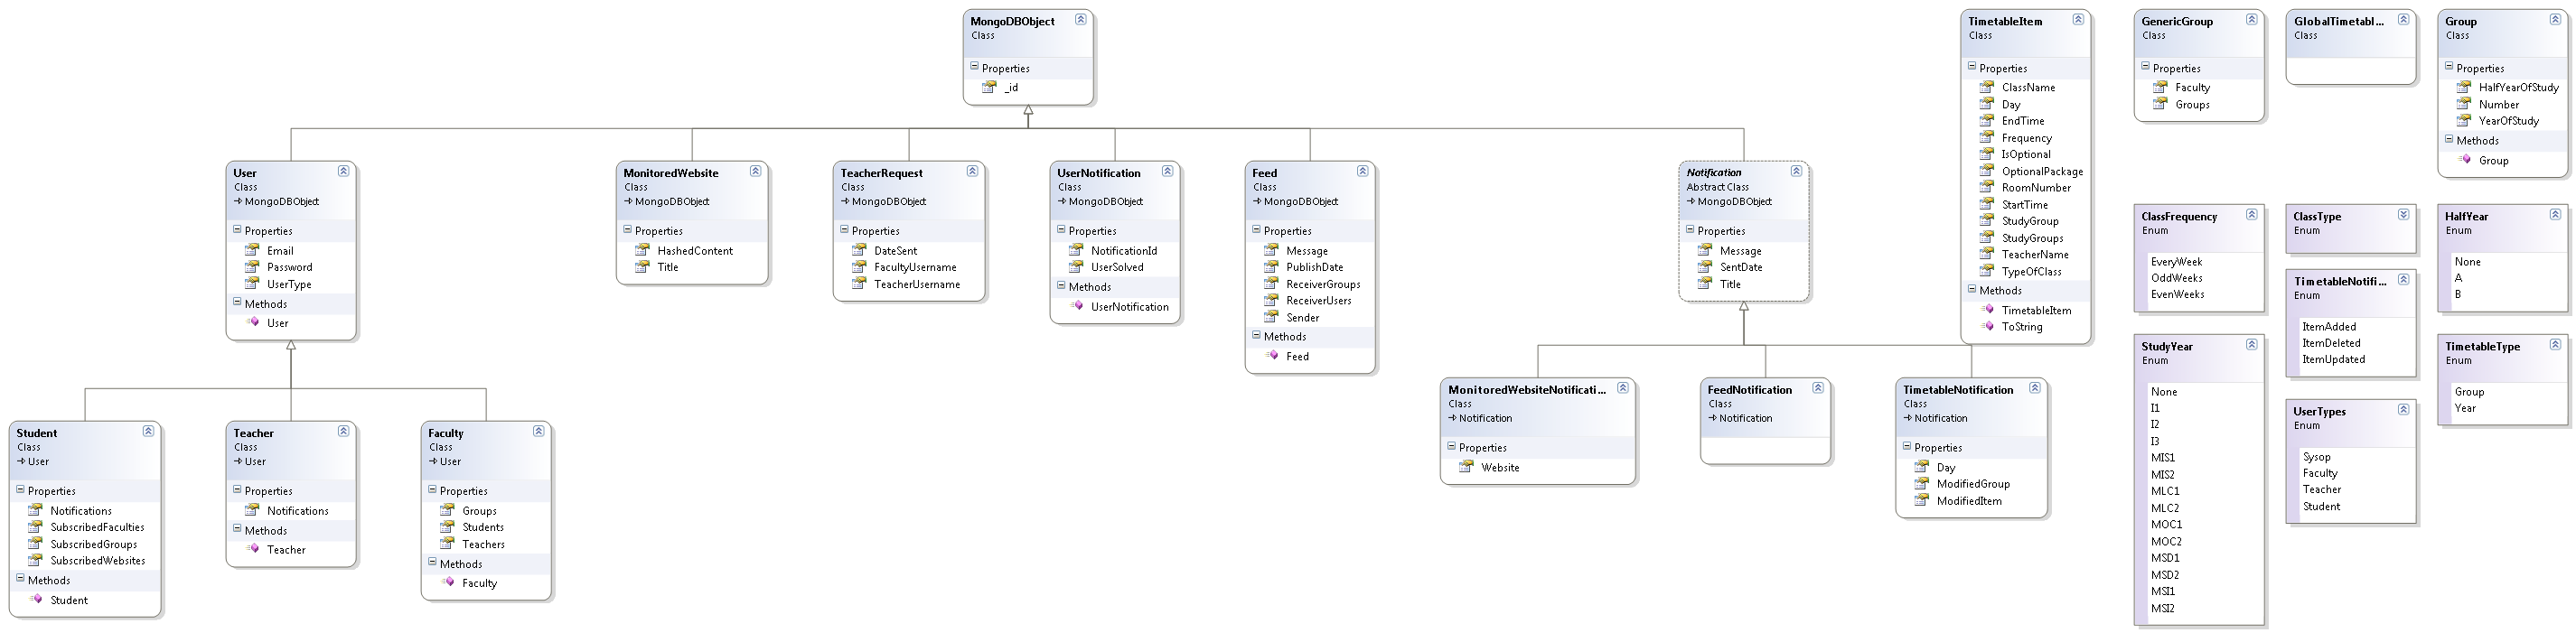 MongoDBObject
Class
Properties
_id
TimetableItem
Class
Properties
ClassName
Day
EndTime
Frequency
IsOptional
OptionalPackage
RoomNumber
StartTime
StudyGroup
StudyGroups
TeacherName
TypeOfClass
Methods
TimetableItem
ToString
GenericGroup
Class
Properties
Faculty
Groups
GlobalTimetabl...
Class
Group
Class
Properties
HalfYearOfStudy
Number
YearOfStudy
Methods
Group
User
Class
MongoDBObject
Properties
Email
Password
UserType
Methods
User
MonitoredWebsite
Class
MongoDBObject
Properties
HashedContent
Title
TeacherRequest
Class
MongoDBObject
Properties
DateSent
FacultyUsername
TeacherUsername
UserNotification
Class
MongoDBObject
Properties
NotificationId
UserSolved
Methods
UserNotification
Feed
Class
MongoDBObject
Properties
Message
PublishDate
ReceiverGroups
ReceiverUsers
Sender
Methods
Feed
Notification
Abstract Class
MongoDBObject
Properties
Message
SentDate
Title
ClassFrequency
Enum
EveryWeek
OddWeeks
EvenWeeks
ClassType
Enum
HalfYear
Enum
None
A
B
TimetableNotifi...
Enum
ItemAdded
ItemDeleted
ItemUpdated
StudyYear
Enum
None
I1
I2
I3
MIS1
MIS2
MLC1
MLC2
MOC1
MOC2
MSD1
MSD2
MSI1
MSI2
TimetableType
Enum
Group
Year
UserTypes
Enum
Sysop
Faculty
Teacher
Student
Student
Class
User
Properties
Notifications
SubscribedFaculties
SubscribedGroups
SubscribedWebsites
Methods
Student
Teacher
Class
User
Properties
Notifications
Methods
Teacher
Faculty
Class
User
Properties
Groups
Students
Teachers
Methods
Faculty
MonitoredWebsiteNotificati...
Class
Notification
Properties
Website
FeedNotification
Class
Notification
TimetableNotification
Class
Notification
Properties
Day
ModifiedGroup
ModifiedItem